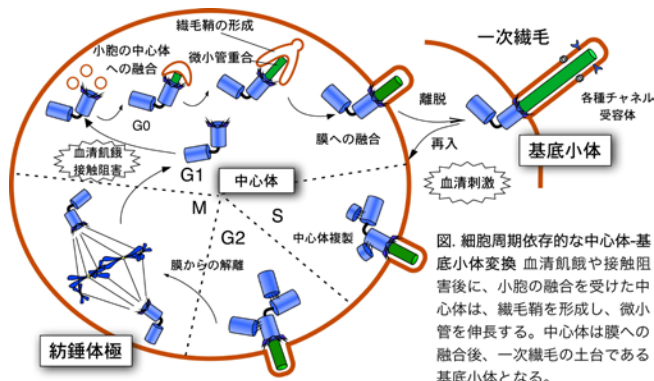 繊毛鞘の形成
小胞の中心体
への融合
微小管重合
一次繊毛
離脱
各種チャネル
受容体
G0
膜への融合
再入
基底小体
血清飢餓
接触阻害
G1
中心体
血清刺激
M
S
G2
中心体複製
膜からの解離
紡錘体極
図. 細胞周期依存的な中心体-基
底小体変換 血清飢餓や接触阻
害後に、小胞の融合を受けた中
心体は、繊毛鞘を形成し、微小
管を伸長する。中心体は膜への
融合後、一次繊毛の土台である
基底小体となる。